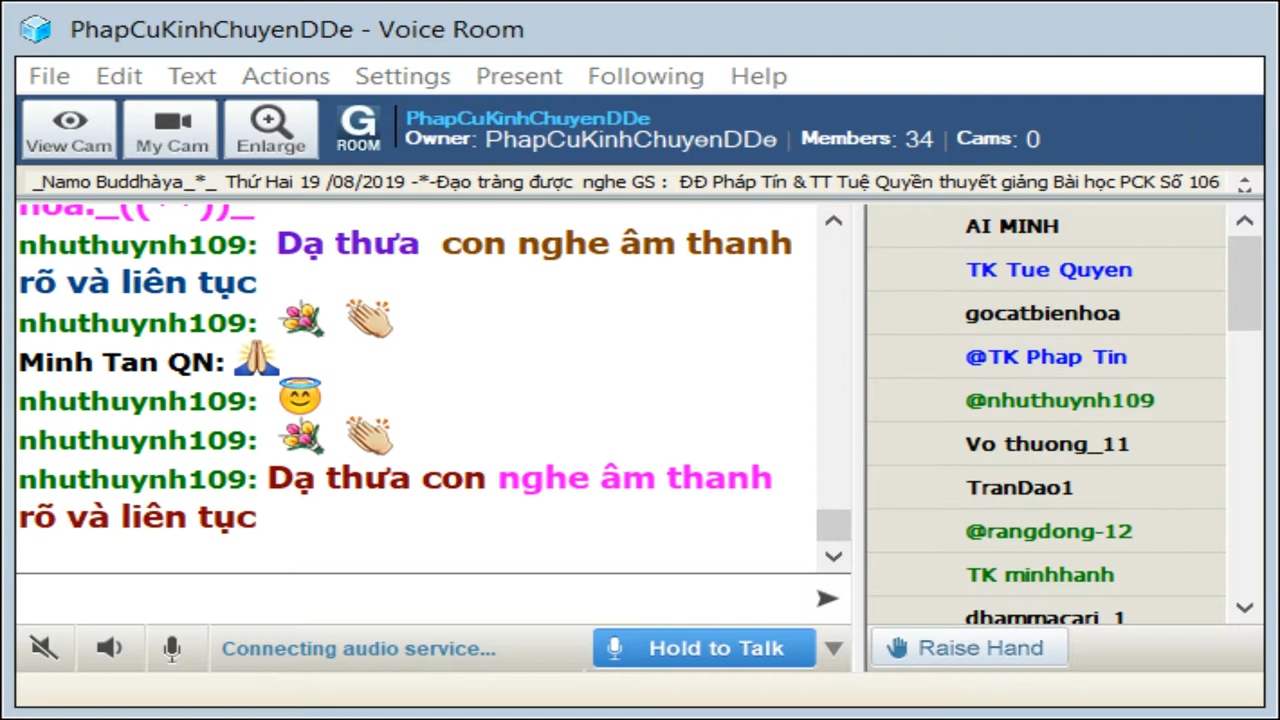 PhapCuKinhChuyenDDe - Voice Room
File Edit Text Actions Settings Present Following Help
View Cam My Cam Enlarge G ROOM
PhapCuKinhChuyenDDe
Owner: PhapCuKinhChuyenDDe | Members: 34 | Cams: 0
_Namo Buddhàya_*_ Thứ Hai 19 /08/2019 -*-Đạo tràng được nghe GS : ĐĐ Pháp Tín & TT Tuệ Quyền thuyết giảng Bài học PCK Số 106
nhuthuynh109: Dạ thưa con nghe âm thanh
rõ và liên tục
nhuthuynh109:
Minh Tan QN:
nhuthuynh109:
nhuthuynh109:
nhuthuynh109: Dạ thưa con nghe âm thanh
rõ và liên tục
AI MINH
TK Tue Quyen
gocatbienhoa
@TK Phap Tin
@nhuthuynh109
Vo thuong_11
TranDao1
@rangdong-12
TK minhhanh
dhammacari_1
Connecting audio service...
Hold to Talk
Raise Hand